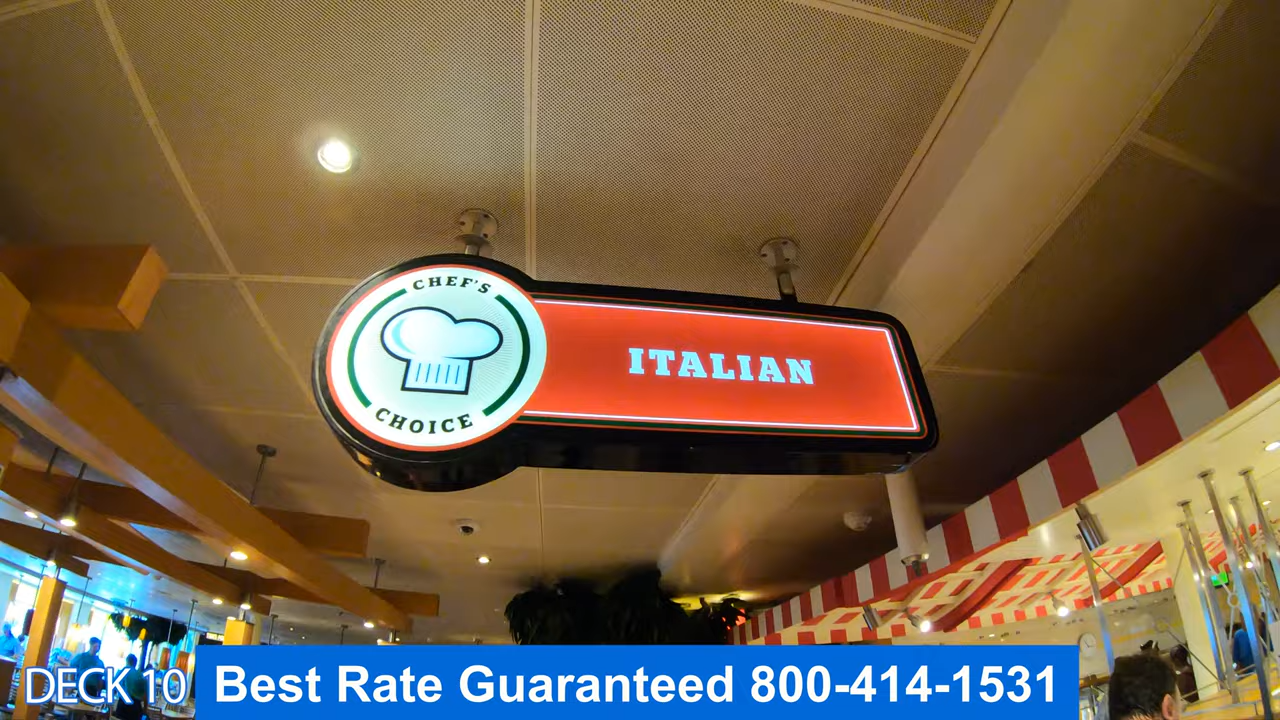 CHEF'S
CHOICE
ITALIAN
DECK 10
Best Rate Guaranteed 800-414-1531